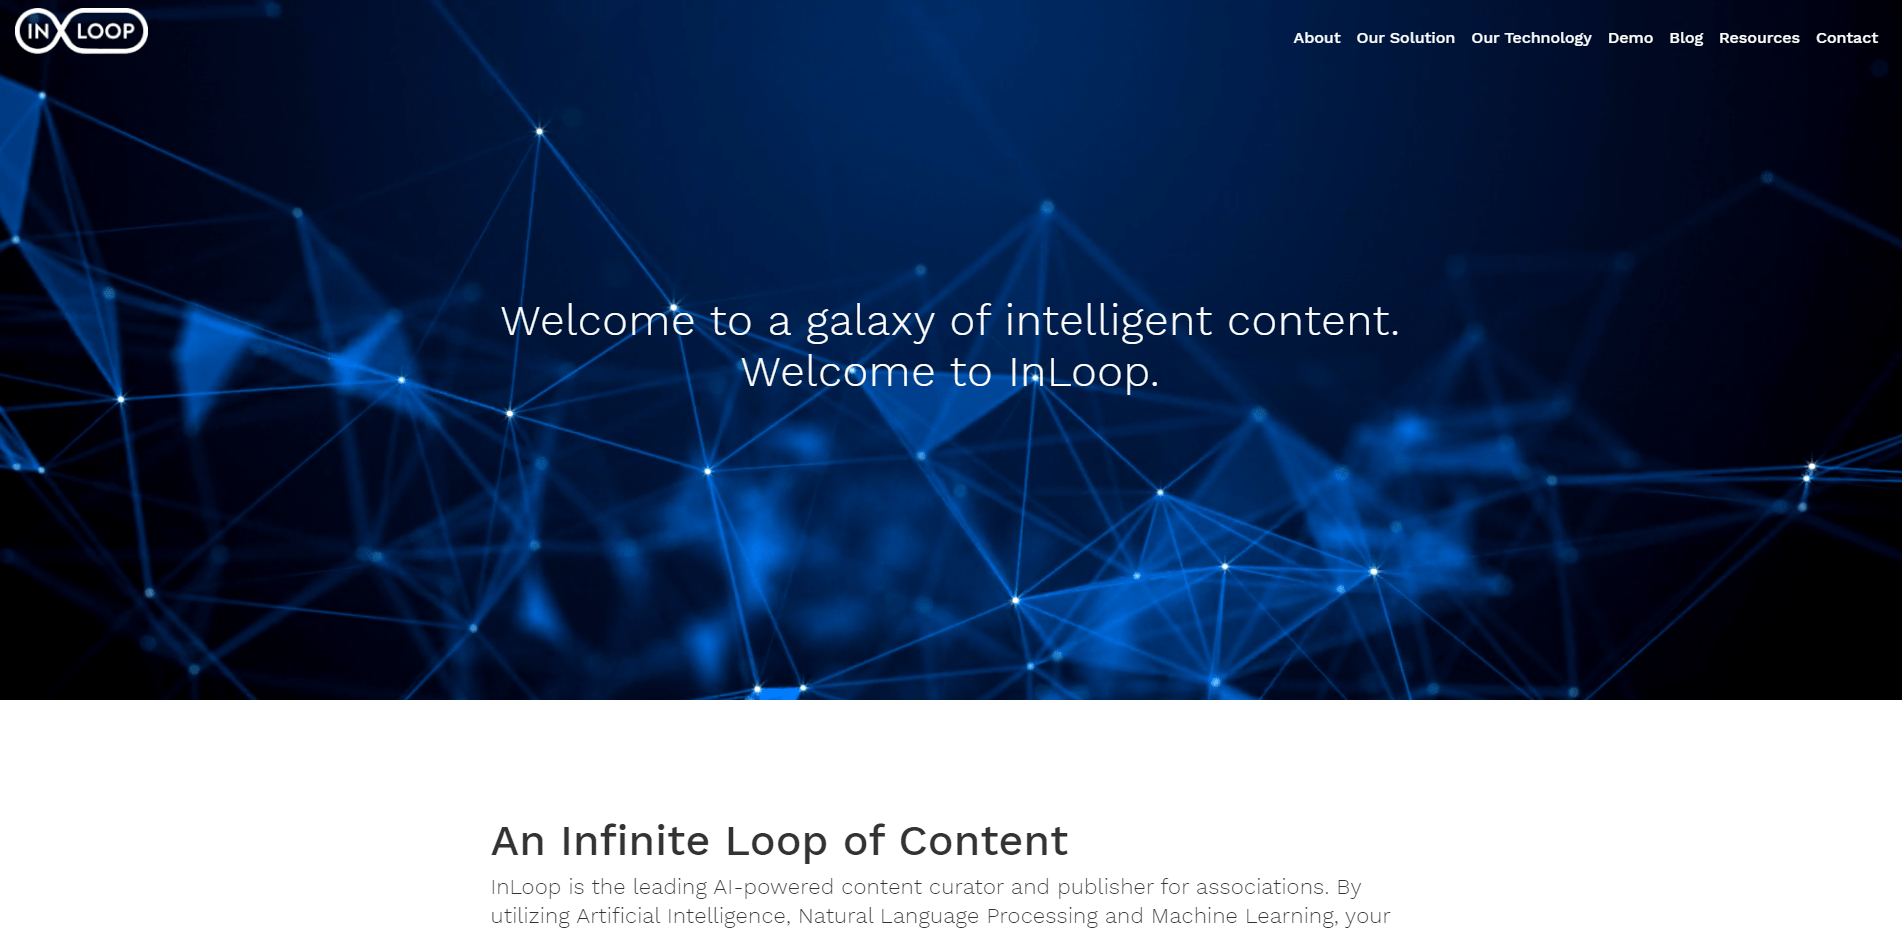 IN LOOP
About Our Solution Our Technology Demo Blog Resources Contact
Welcome to a galaxy of intelligent content.
Welcome to InLoop.
An Infinite Loop of Content
InLoop is the leading AI-powered content curator and publisher for associations. By
utilizing Artificial Intelligence, Natural Language Processing and Machine Learning, your